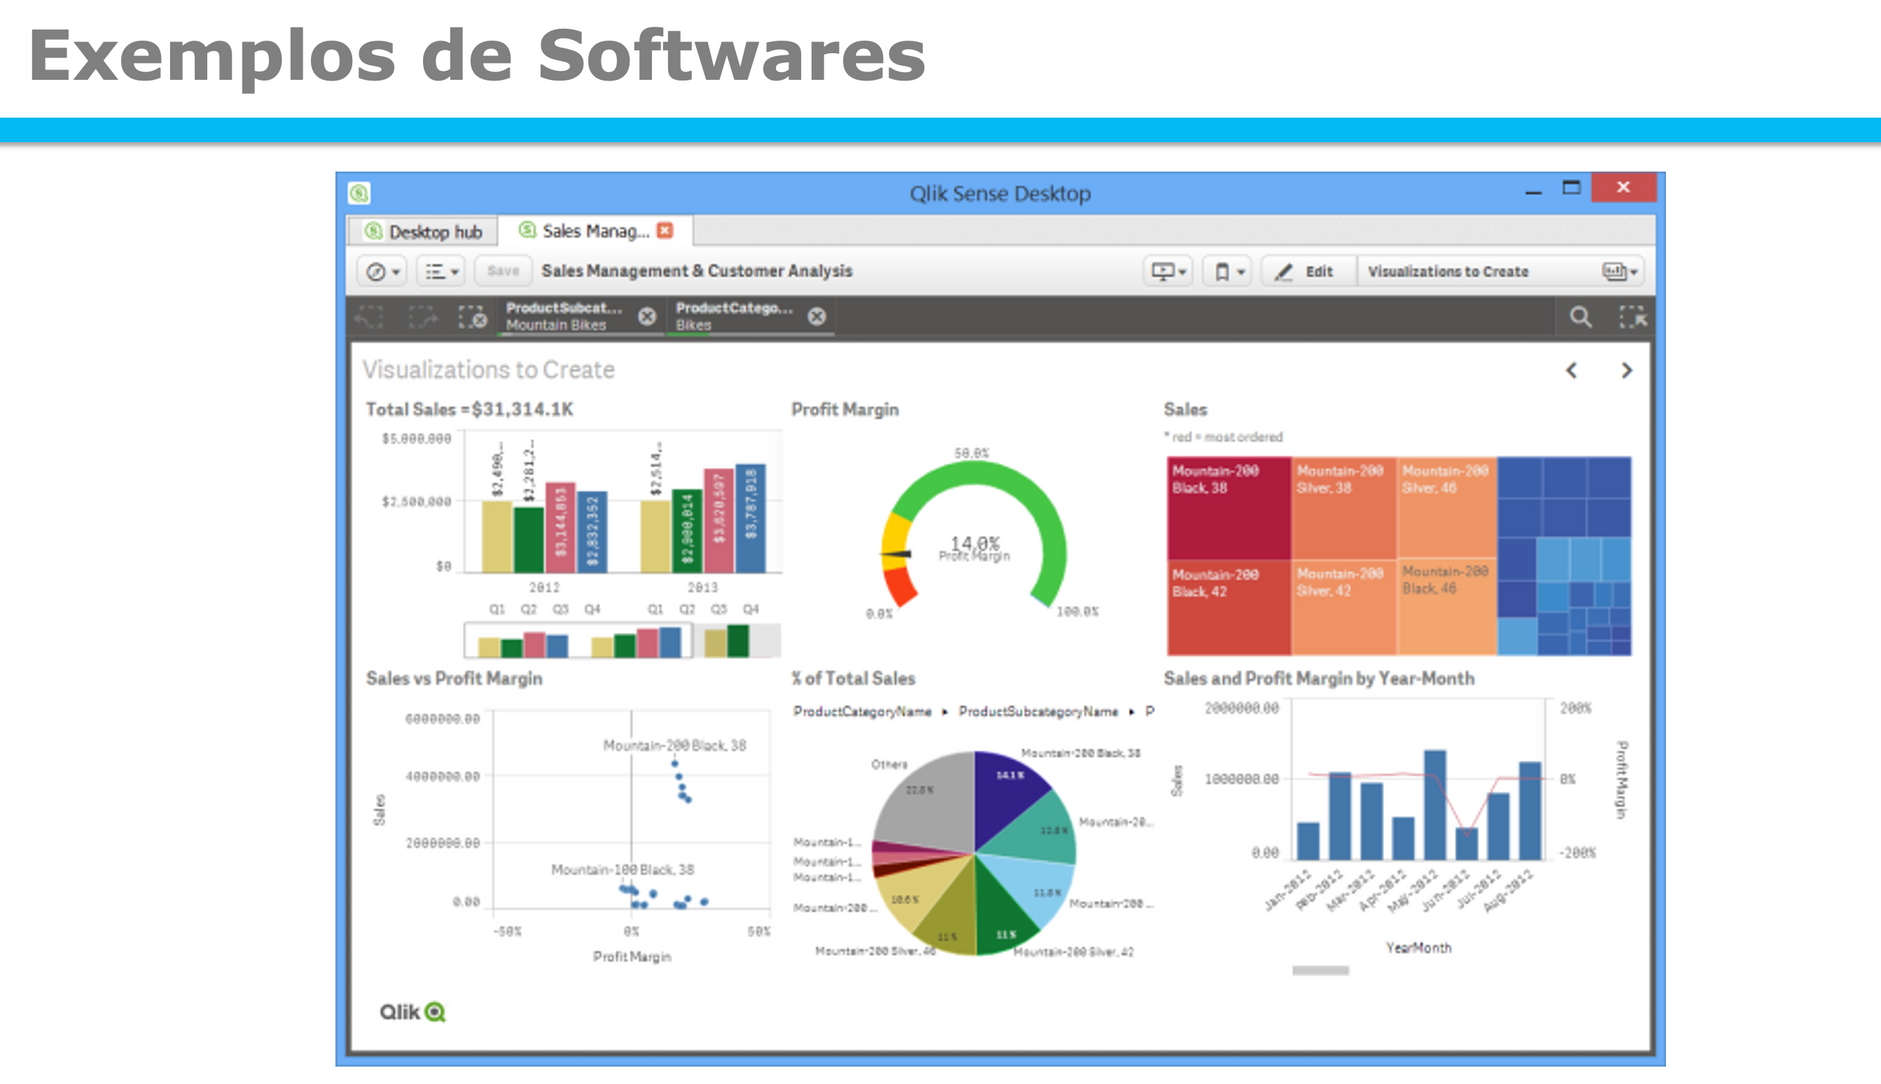 Exemplos de Softwares
Qlik Sense Desktop
Desktop hub
Sales Manag...
Save
Sales Management & Customer Analysis
Edit
Visualizations to Create
ProductSubcat...
Mountain Bikes
ProductCatego...
Bikes
Visualizations to Create
Total Sales =$31,314.1K
$5,000,000
$2,500,000
$0
$2,490,...
$2,281,2...
$3,144,853
$2,832,352
$2,514,...
$2,900,014
$3,620,597
$3,787,918
2012
2013
Q1 Q2 Q3 Q4
Q1 Q2 Q3 Q4
Profit Margin
50.0%
14.0%
Profit Margin
0.0%
100.0%
Sales
* red = most ordered
Mountain-200
Black, 38
Mountain-200
Silver, 38
Mountain-200
Silver, 46
Mountain-200
Black, 42
Mountain-200
Silver, 42
Mountain-200
Black, 46
Sales vs Profit Margin
6000000.00
4000000.00
2000000.00
0.00
Sales
Mountain-200 Black, 38
Mountain-100 Black, 38
-50%
0%
50%
Profit Margin
% of Total Sales
ProductCategoryName ▸ ProductSubcategoryName ▸ P
Others
Mountain-200 Black, 38
14.1%
12.8%
Mountain-20...
11.8%
Mountain-200 ...
11%
Mountain-200 Silver, 42
11%
Mountain-200 Silver, 46
10.6%
Mountain-200 ...
Mountain-1...
Mountain-1...
Mountain-1...
Sales and Profit Margin by Year-Month
2000000.00
1000000.00
0.00
Sales
200%
0%
-200%
Profit Margin
Jan-2012
Feb-2012
Mar-2012
Apr-2012
May-2012
Jun-2012
Jul-2012
Aug-2012
YearMonth
Qlik